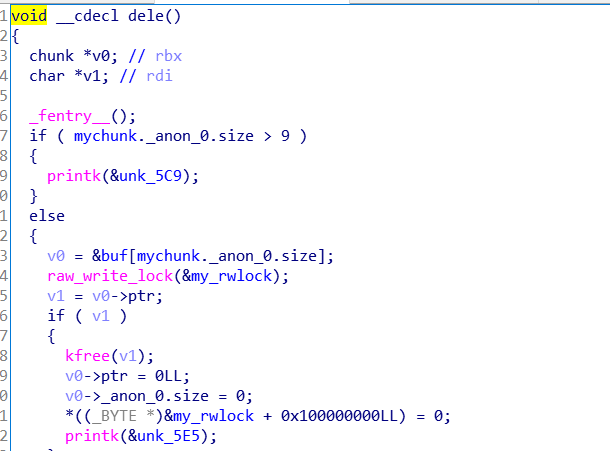 1 void __cdecl dele()
2 {
3 chunk *v0; // rbx
4 char *v1; // rdi
5
6 _fentry__();
7 if ( mychunk._anon_0.size > 9 )
8 {
9 printk(&unk_5C9);
0 }
1 else
2 {
3 v0 = &buf[mychunk._anon_0.size];
4 raw_write_lock(&my_rwlock);
5 v1 = v0->ptr;
6 if ( v1 )
7 {
8 kfree(v1);
9 v0->ptr = 0LL;
0 v0->_anon_0.size = 0;
1 *((_BYTE *)&my_rwlock + 0x100000000LL) = 0;
2 printk(&unk_5E5);